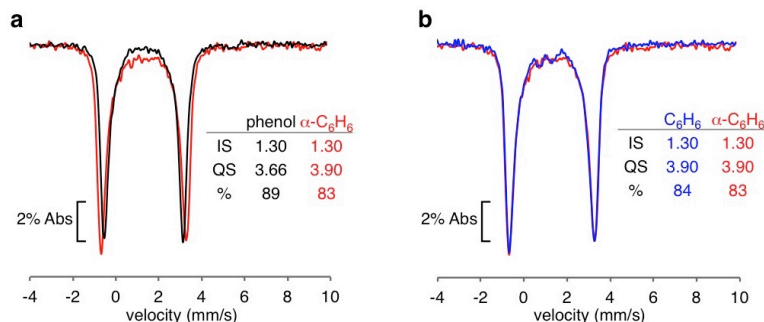 a
phenol α-C6H6
IS 1.30 1.30
QS 3.66 3.90
% 89 83
2% Abs
-4 -2 0 2 4 6 8 10
velocity (mm/s)
b
C6H6 α-C6H6
IS 1.30 1.30
QS 3.90 3.90
% 84 83
2% Abs
-4 -2 0 2 4 6 8 10
velocity (mm/s)